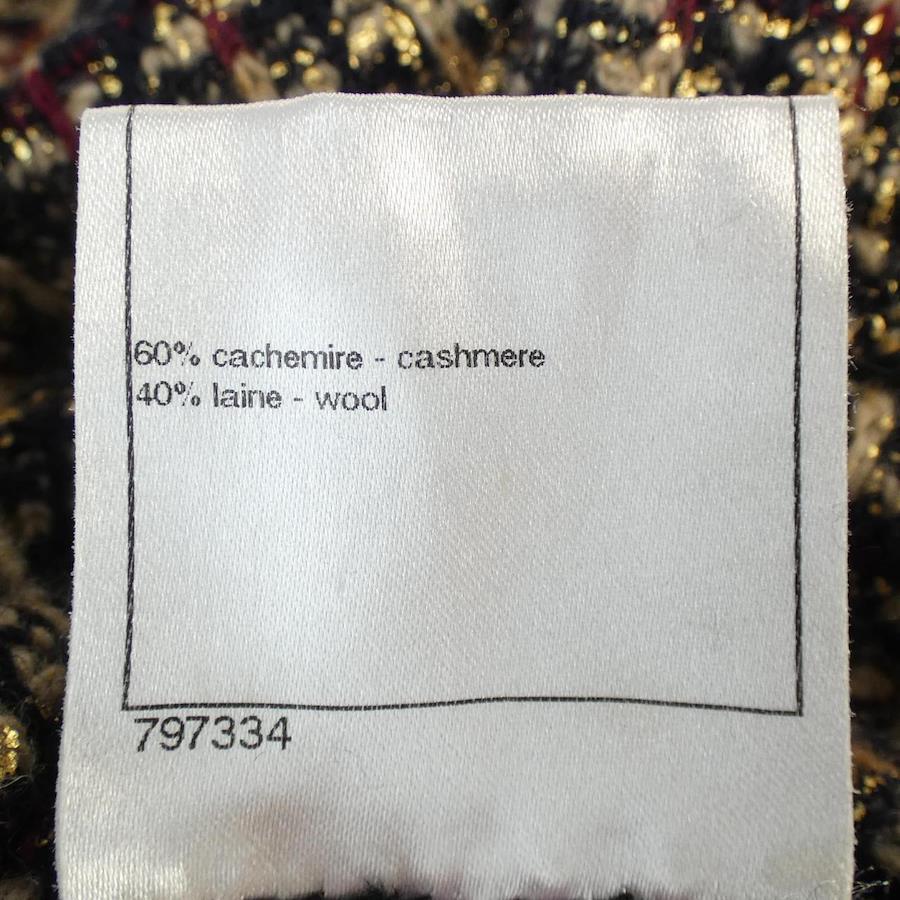 60% cachemire - cashmere
40% laine - wool
797334